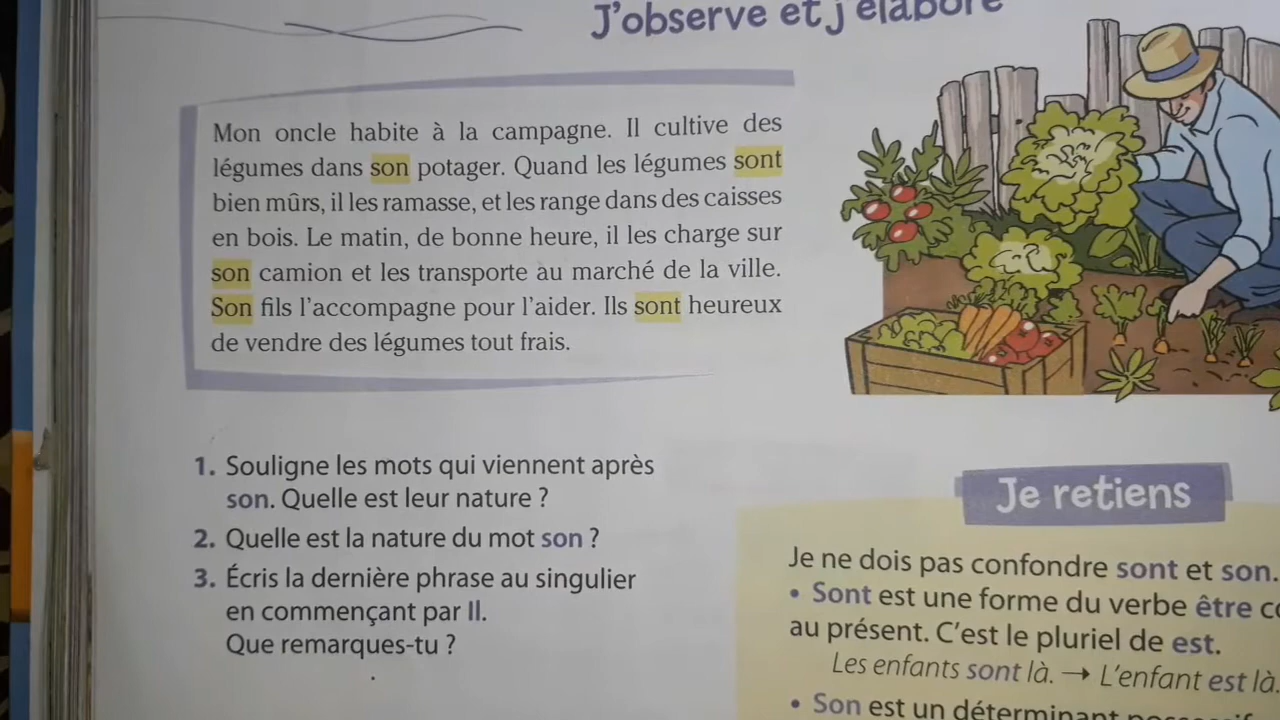 J'observe et j'élabore
Mon oncle habite à la campagne. Il cultive des
légumes dans son potager. Quand les légumes sont
bien mûrs, il les ramasse, et les range dans des caisses
en bois. Le matin, de bonne heure, il les charge sur
son camion et les transporte au marché de la ville.
Son fils l'accompagne pour l'aider. Ils sont heureux
de vendre des légumes tout frais.
1. Souligne les mots qui viennent après
son. Quelle est leur nature ?
2. Quelle est la nature du mot son ?
3. Écris la dernière phrase au singulier
en commençant par Il.
Que remarques-tu ?
Je retiens
Je ne dois pas confondre sont et son.
• Sont est une forme du verbe être
au présent. C'est le pluriel de est.
Les enfants sont là. → L'enfant est là.
• Son est un déterminant